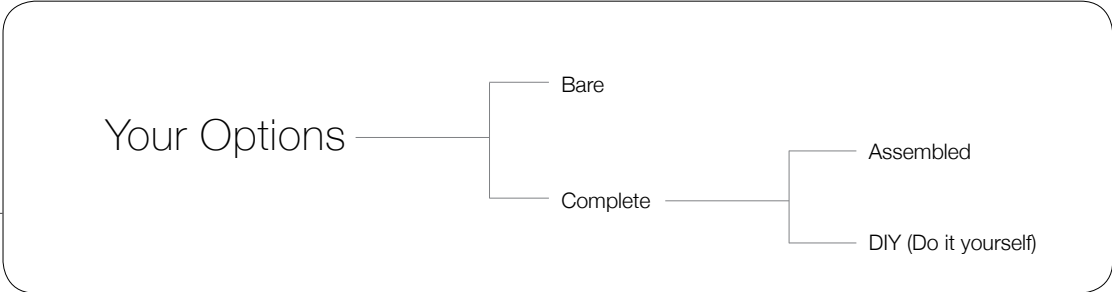 Your Options
Bare
Complete
Assembled
DIY (Do it yourself)